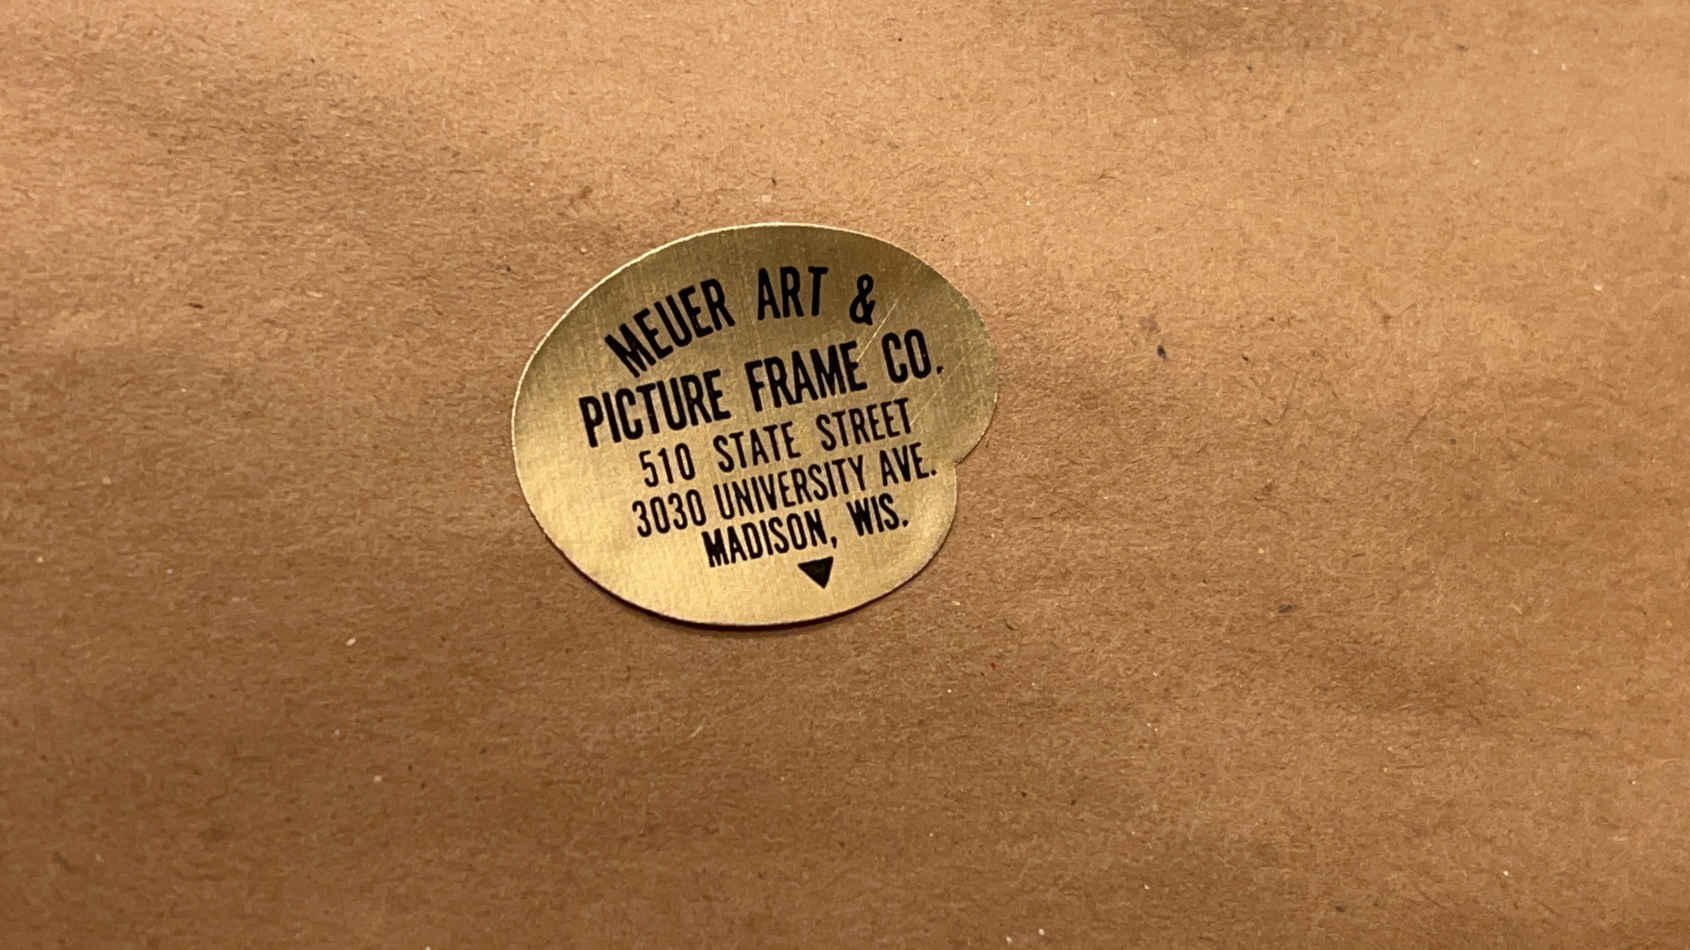 MEUER ART &
PICTURE FRAME CO.
510 STATE STREET
3030 UNIVERSITY AVE.
MADISON, WIS.